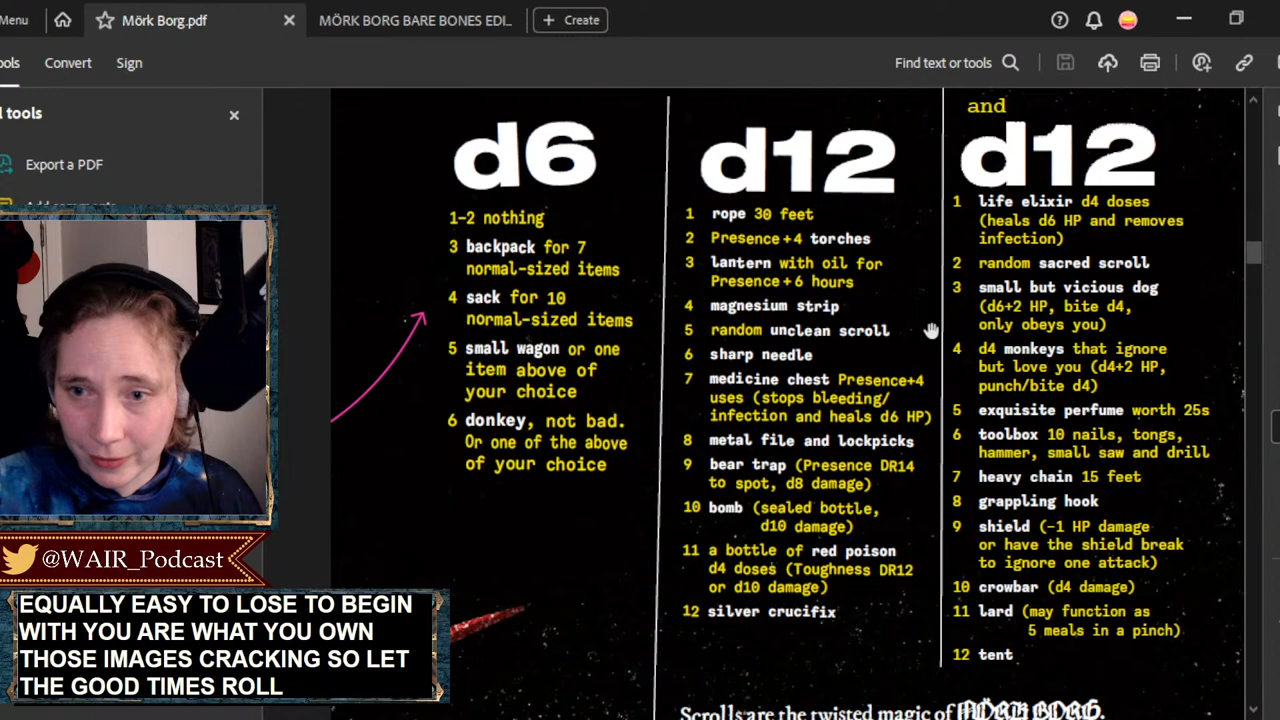 Menu
Mörk Borg.pdf
MÖRK BORG BARE BONES EDI...
Create
ols
Convert
Sign
Find text or tools
l tools
Export a PDF
d6
1-2 nothing
3 backpack for 7
normal-sized items
4 sack for 10
normal-sized items
5 small wagon or one
item above of
your choice
6 donkey, not bad.
Or one of the above
of your choice
d12
1 rope 30 feet
2 Presence+4 torches
3 lantern with oil for
Presence+6 hours
4 magnesium strip
5 random unclean scroll
6 sharp needle
7 medicine chest Presence+4
uses (stops bleeding/
infection and heals d6 HP)
8 metal file and lockpicks
9 bear trap (Presence DR14
to spot, d8 damage)
10 bomb (sealed bottle,
d10 damage)
11 a bottle of red poison
d4 doses (Toughness DR12
or d10 damage)
12 silver crucifix
and
d12
1 life elixir d4 doses
(heals d6 HP and removes
infection)
2 random sacred scroll
3 small but vicious dog
(d6+2 HP, bite d4,
only obeys you)
4 d4 monkeys that ignore
but love you (d4+2 HP,
punch/bite d4)
5 exquisite perfume worth 25s
6 toolbox 10 nails, tongs,
hammer, small saw and drill
7 heavy chain 15 feet
8 grappling hook
9 shield (-1 HP damage
or have the shield break
to ignore one attack)
10 crowbar (d4 damage)
11 lard (may function as
5 meals in a pinch)
12 tent
Scrolls are the twisted magic of
@WAIR_Podcast
EQUALLY EASY TO LOSE TO BEGIN
WITH YOU ARE WHAT YOU OWN
THOSE IMAGES CRACKING SO LET
THE GOOD TIMES ROLL